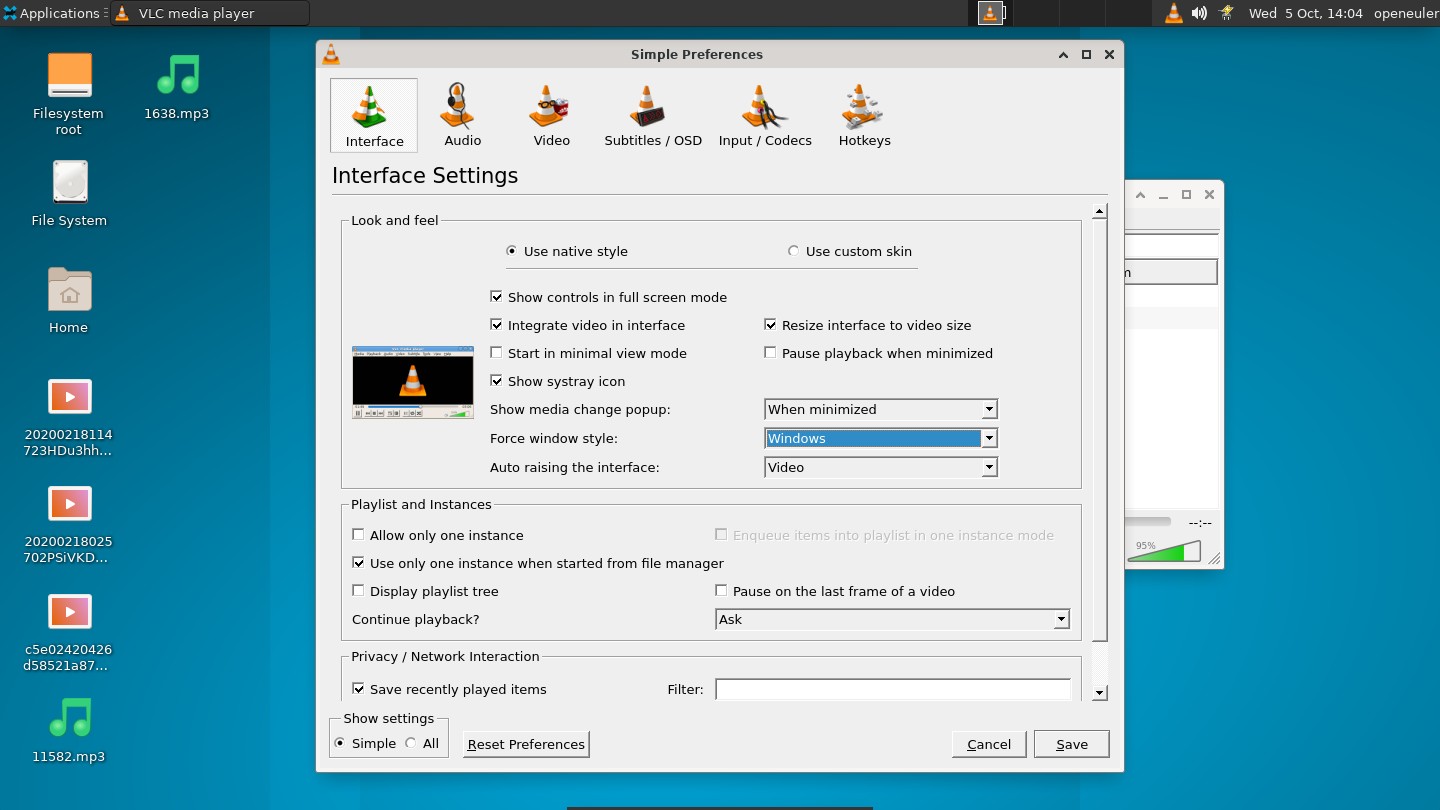 Applications
VLC media player
Wed 5 Oct, 14:04
openeuler
Filesystem
root
1638.mp3
File System
Home
20200218114
723HDu3hh...
20200218025
702PSiVKD...
c5e02420426
d58521a87...
11582.mp3
Simple Preferences
Interface
Audio
Video
Subtitles / OSD
Input / Codecs
Hotkeys
Interface Settings
Look and feel
Use native style
Use custom skin
Show controls in full screen mode
Integrate video in interface
Resize interface to video size
Start in minimal view mode
Pause playback when minimized
Show systray icon
Show media change popup:
When minimized
Force window style:
Windows
Auto raising the interface:
Video
Playlist and Instances
Allow only one instance
Enqueue items into playlist in one instance mode
Use only one instance when started from file manager
Display playlist tree
Pause on the last frame of a video
Continue playback?
Ask
Privacy / Network Interaction
Save recently played items
Filter:
Show settings
Simple
All
Reset Preferences
Cancel
Save
m
--:--
95%